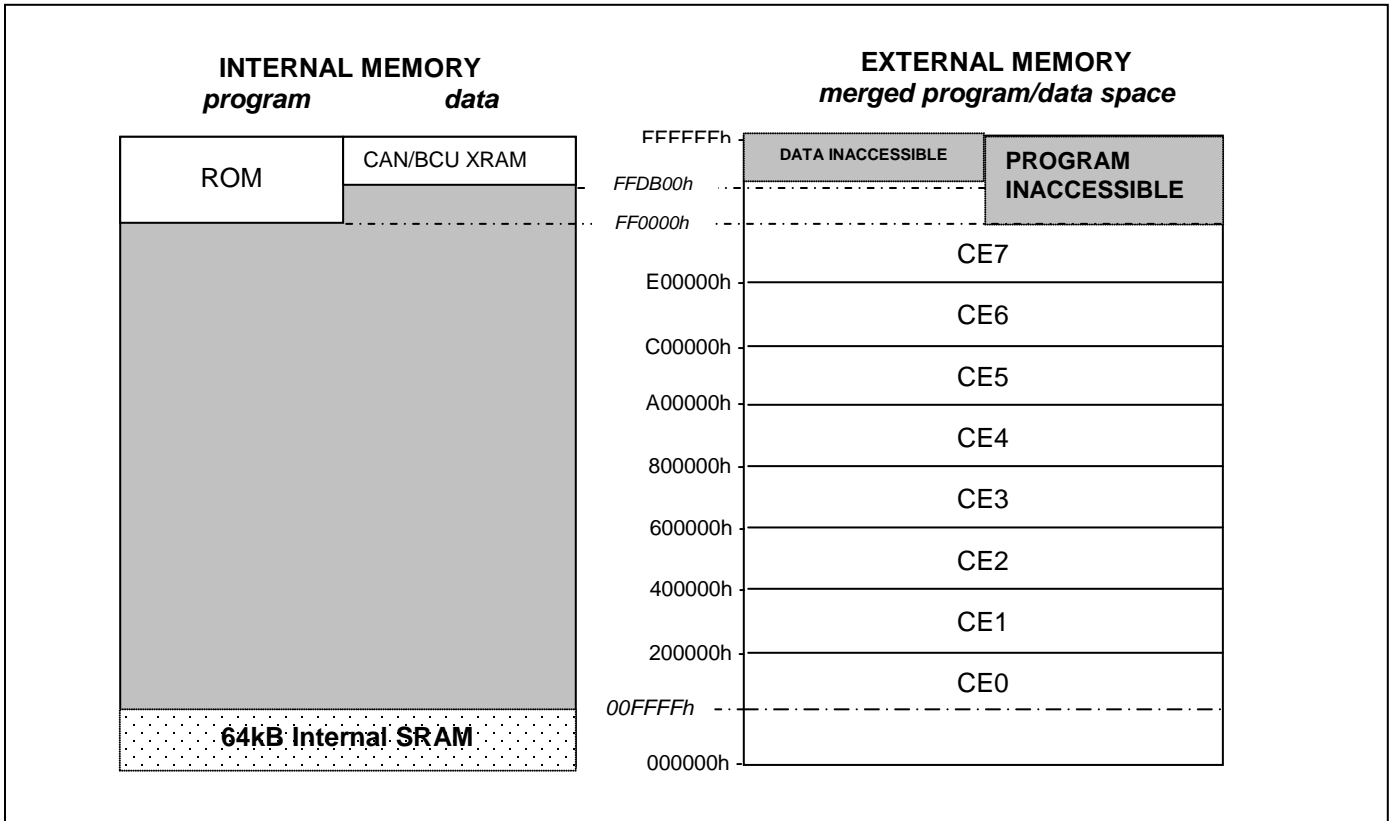 INTERNAL MEMORY
program data
ROM
CAN/BCU XRAM
64kB Internal SRAM
EXTERNAL MEMORY
merged program/data space
FFFFFFh
DATA INACCESSIBLE
PROGRAM
INACCESSIBLE
FFDB00h
FF0000h
CE7
E00000h
CE6
C00000h
CE5
A00000h
CE4
800000h
CE3
600000h
CE2
400000h
CE1
200000h
CE0
00FFFFh
000000h